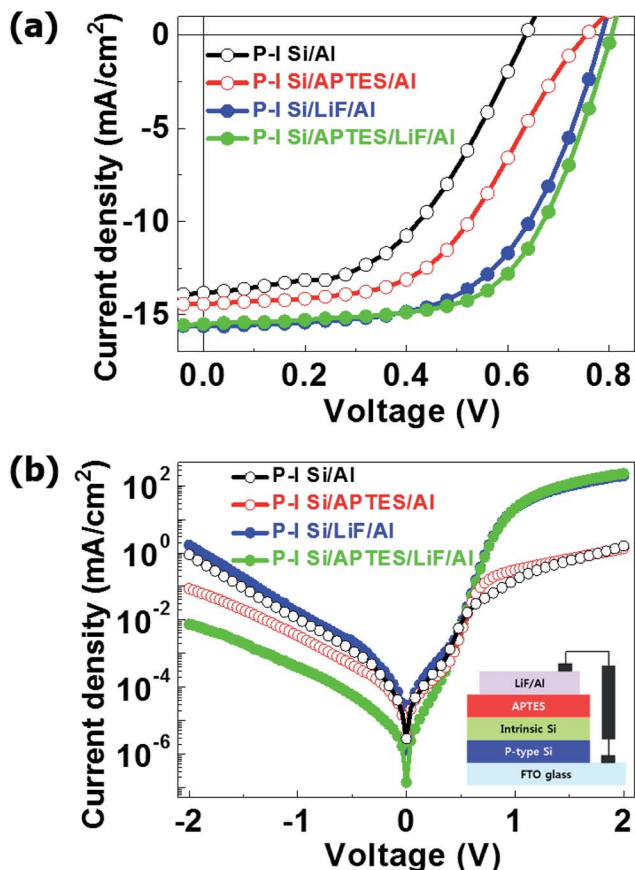 (a)
0
-5
-10
-15
Current density (mA/cm²)
P-I Si/Al
P-I Si/APTES/Al
P-I Si/LiF/Al
P-I Si/APTES/LiF/Al
0.0 0.2 0.4 0.6 0.8
Voltage (V)
(b)
10²
10⁰
10⁻²
10⁻⁴
10⁻⁶
Current density (mA/cm²)
P-I Si/Al
P-I Si/APTES/Al
P-I Si/LiF/Al
P-I Si/APTES/LiF/Al
LiF/Al
APTES
Intrinsic Si
P-type Si
FTO glass
-2 -1 0 1 2
Voltage (V)